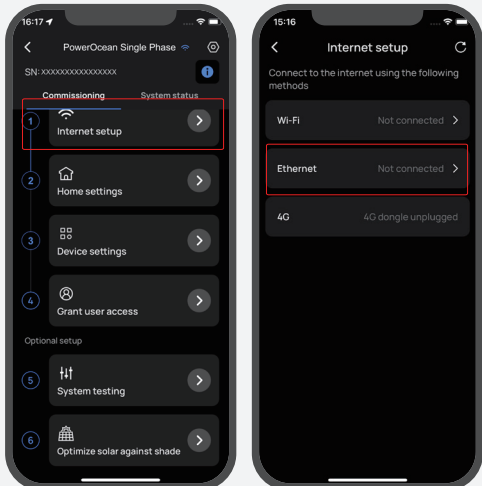 16:17
PowerOcean Single Phase
SN: XXXXXXXXXXXXXXXX
Commissioning
System status
1
Internet setup
2
Home settings
3
Device settings
4
Grant user access
Optional setup
5
System testing
6
Optimize solar against shade
15:16
Internet setup
Connect to the internet using the following
methods
Wi-Fi Not connected
Ethernet Not connected
4G 4G dongle unplugged